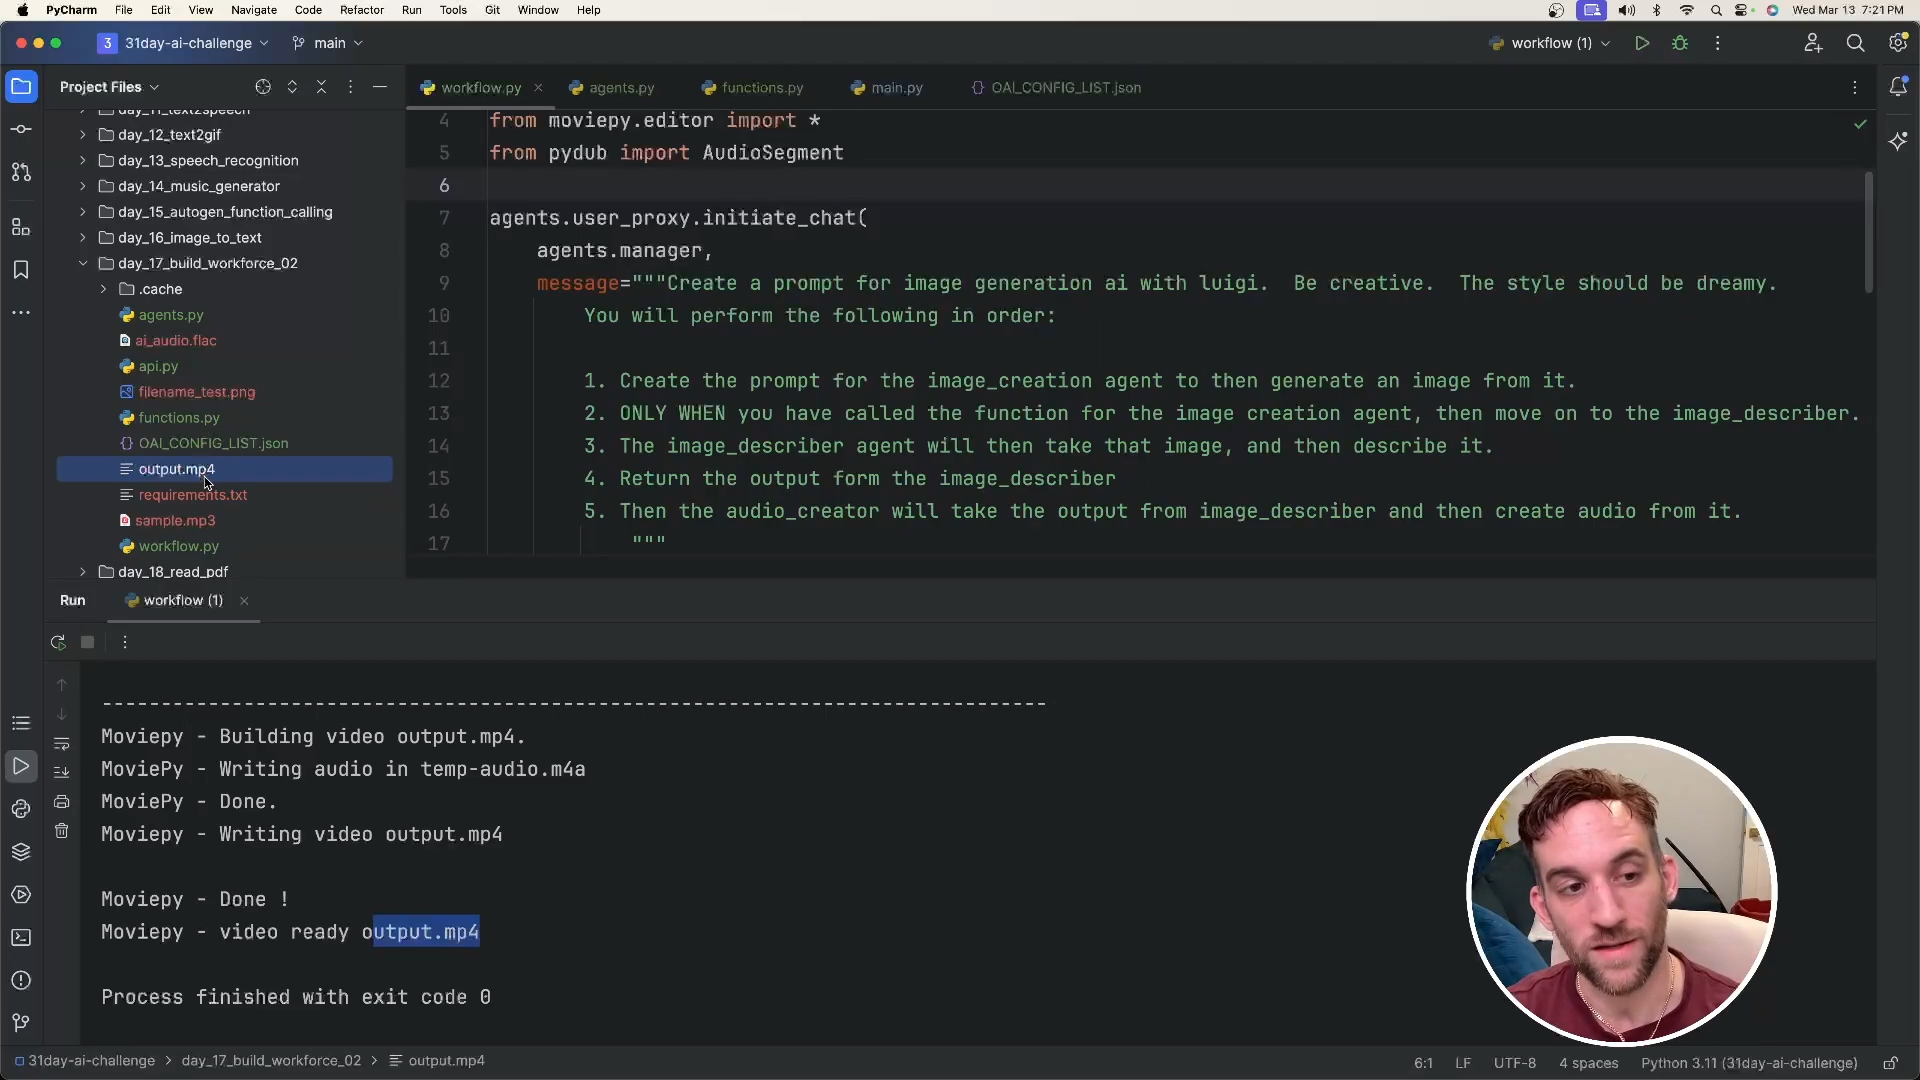 PyCharm File Edit View Navigate Code Refactor Run Tools Git Window Help Wed Mar 13 7:21 PM
3 31day-ai-challenge main workflow (1)
Project Files
workflow.py agents.py functions.py main.py OAI_CONFIG_LIST.json
day_11_text2speech
day_12_text2gif
day_13_speech_recognition
day_14_music_generator
day_15_autogen_function_calling
day_16_image_to_text
day_17_build_workforce_02
.cache
agents.py
ai_audio.flac
api.py
filename_test.png
functions.py
OAI_CONFIG_LIST.json
output.mp4
requirements.txt
sample.mp3
workflow.py
day_18_read_pdf
4 from moviepy.editor import *
5 from pydub import AudioSegment
6
7 agents.user_proxy.initiate_chat(
8 agents.manager,
9 message="""Create a prompt for image generation ai with luigi. Be creative. The style should be dreamy.
10 You will perform the following in order:
11
12 1. Create the prompt for the image_creation agent to then generate an image from it.
13 2. ONLY WHEN you have called the function for the image creation agent, then move on to the image_describer.
14 3. The image_describer agent will then take that image, and then describe it.
15 4. Return the output form the image_describer
16 5. Then the audio_creator will take the output from image_describer and then create audio from it.
17 """
Run workflow (1)
--------------------------------------------------------------------------------
Moviepy - Building video output.mp4.
MoviePy - Writing audio in temp-audio.m4a
MoviePy - Done.
Moviepy - Writing video output.mp4
Moviepy - Done !
Moviepy - video ready output.mp4
Process finished with exit code 0
31day-ai-challenge > day_17_build_workforce_02 > output.mp4 6:1 LF UTF-8 4 spaces Python 3.11 (31day-ai-challenge)